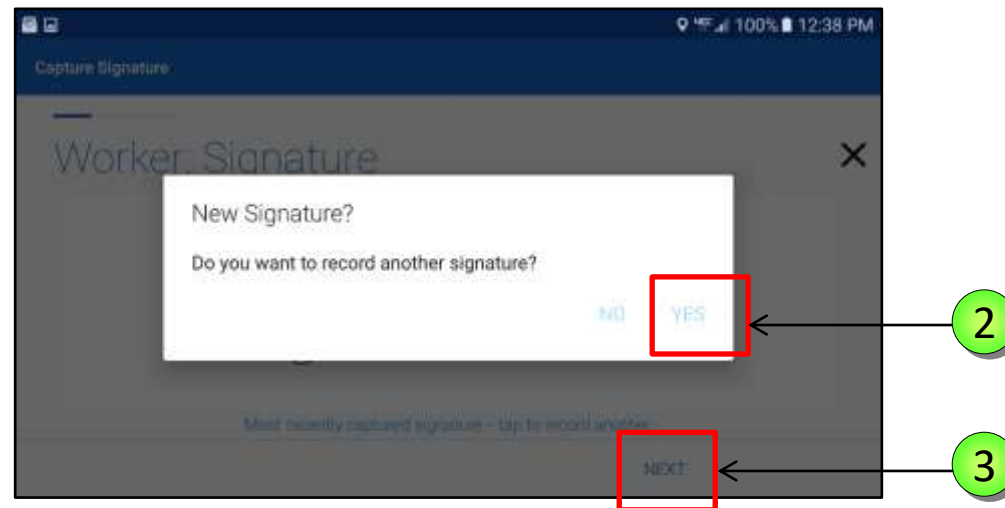 100% 12:38 PM
Capture Signature
Worker: Signature
New Signature?
Do you want to record another signature?
NO YES
2
Most recently captured signature - tap to record another
NEXT
3